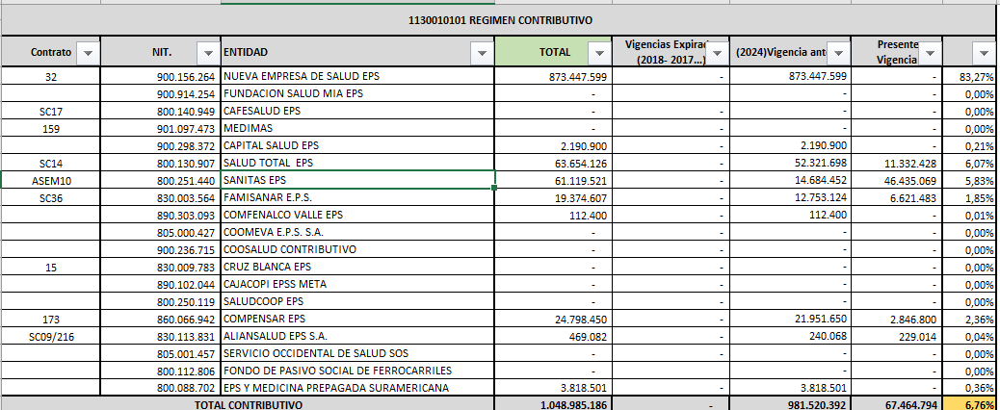 1130010101 REGIMEN CONTRIBUTIVO
Contrato NIT. ENTIDAD TOTAL Vigencias Expirad (2018- 2017...) (2024)Vigencia ant Presente Vigencia
32 900.156.264 NUEVA EMPRESA DE SALUD EPS 873.447.599 - 873.447.599 - 83,27%
900.914.254 FUNDACION SALUD MIA EPS - - - 0,00%
SC17 800.140.949 CAFESALUD EPS - - - - 0,00%
159 901.097.473 MEDIMAS - - - - 0,00%
900.298.372 CAPITAL SALUD EPS 2.190.900 - 2.190.900 - 0,21%
SC14 800.130.907 SALUD TOTAL EPS 63.654.126 - 52.321.698 11.332.428 6,07%
ASEM10 800.251.440 SANITAS EPS 61.119.521 - 14.684.452 46.435.069 5,83%
SC36 830.003.564 FAMISANAR E.P.S. 19.374.607 - 12.753.124 6.621.483 1,85%
890.303.093 COMFENALCO VALLE EPS 112.400 - 112.400 - 0,01%
805.000.427 COOMEVA E.P.S. S.A. - - - - 0,00%
900.236.715 COOSALUD CONTRIBUTIVO - - - - 0,00%
15 830.009.783 CRUZ BLANCA EPS - - - - 0,00%
890.102.044 CAJACOPI EPSS META - - - - 0,00%
800.250.119 SALUDCOOP EPS - - - - 0,00%
173 860.066.942 COMPENSAR EPS 24.798.450 - 21.951.650 2.846.800 2,36%
SC09/216 830.113.831 ALIANSALUD EPS S.A. 469.082 - 240.068 229.014 0,04%
805.001.457 SERVICIO OCCIDENTAL DE SALUD SOS - - - - 0,00%
800.112.806 FONDO DE PASIVO SOCIAL DE FERROCARRILES - - - 0,00%
800.088.702 EPS Y MEDICINA PREPAGADA SURAMERICANA 3.818.501 - 3.818.501 - 0,36%
TOTAL CONTRIBUTIVO 1.048.985.186 - 981.520.392 67.464.794 6,76%